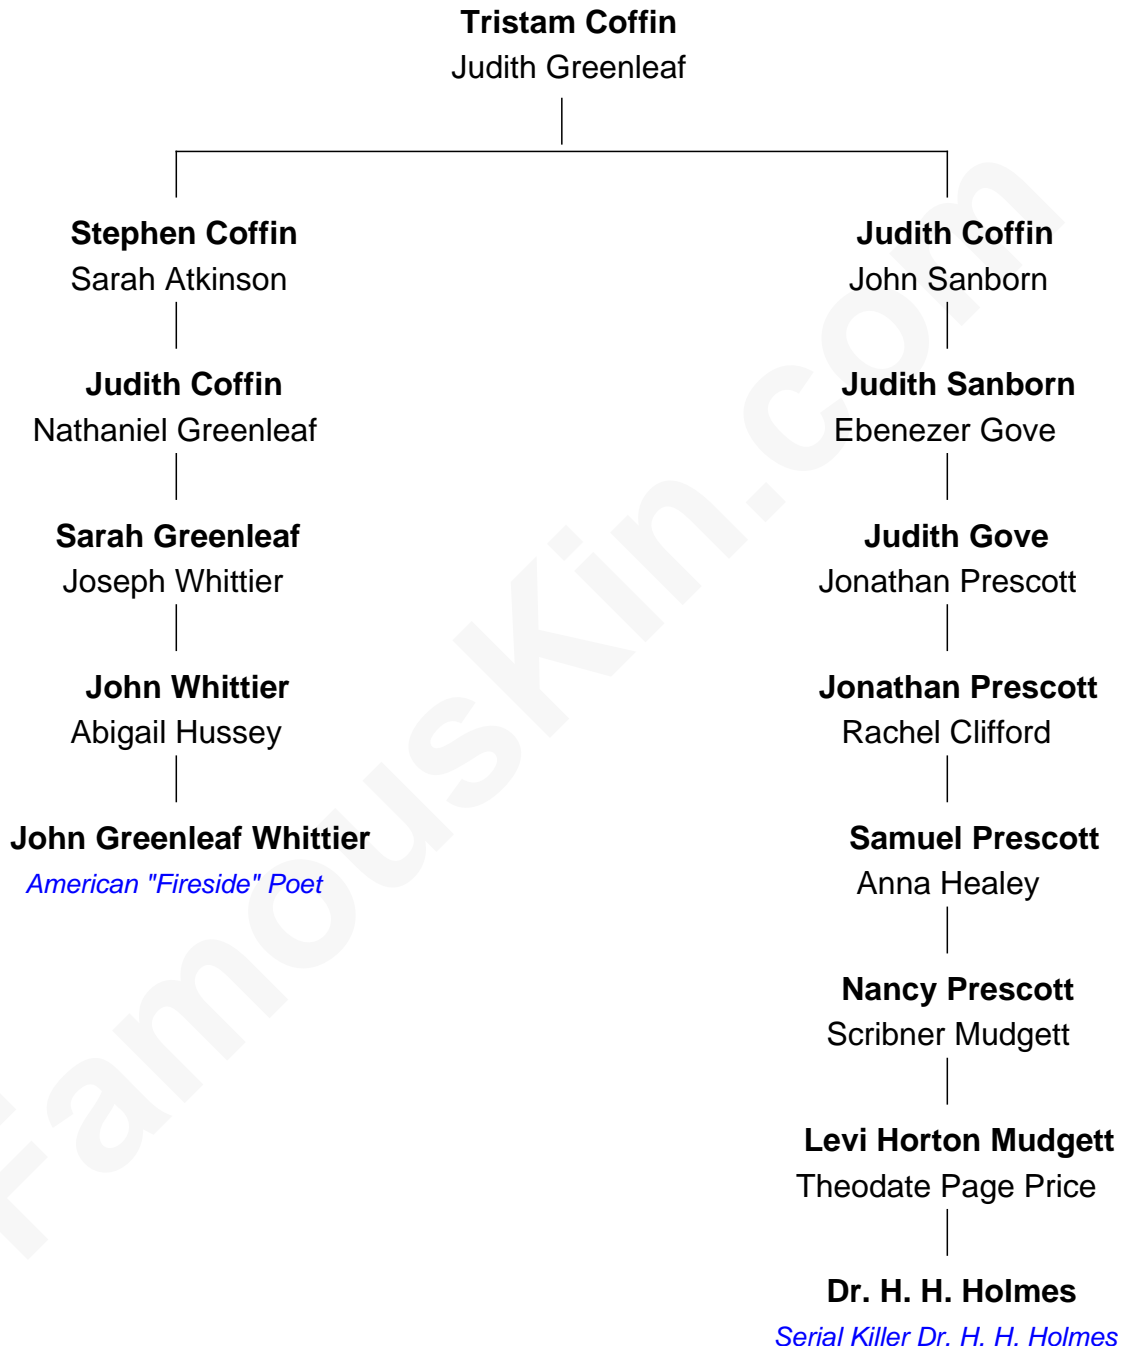 Tristam Coffin
Judith Greenleaf
Stephen Coffin
Sarah Atkinson
Judith Coffin
John Sanborn
Judith Coffin
Nathaniel Greenleaf
Judith Sanborn
Ebenezer Gove
Sarah Greenleaf
Joseph Whittier
Judith Gove
Jonathan Prescott
John Whittier
Abigail Hussey
Jonathan Prescott
Rachel Clifford
John Greenleaf Whittier
American "Fireside" Poet
Samuel Prescott
Anna Healey
Nancy Prescott
Scribner Mudgett
Levi Horton Mudgett
Theodate Page Price
Dr. H. H. Holmes
Serial Killer Dr. H. H. Holmes
FamousKin.com